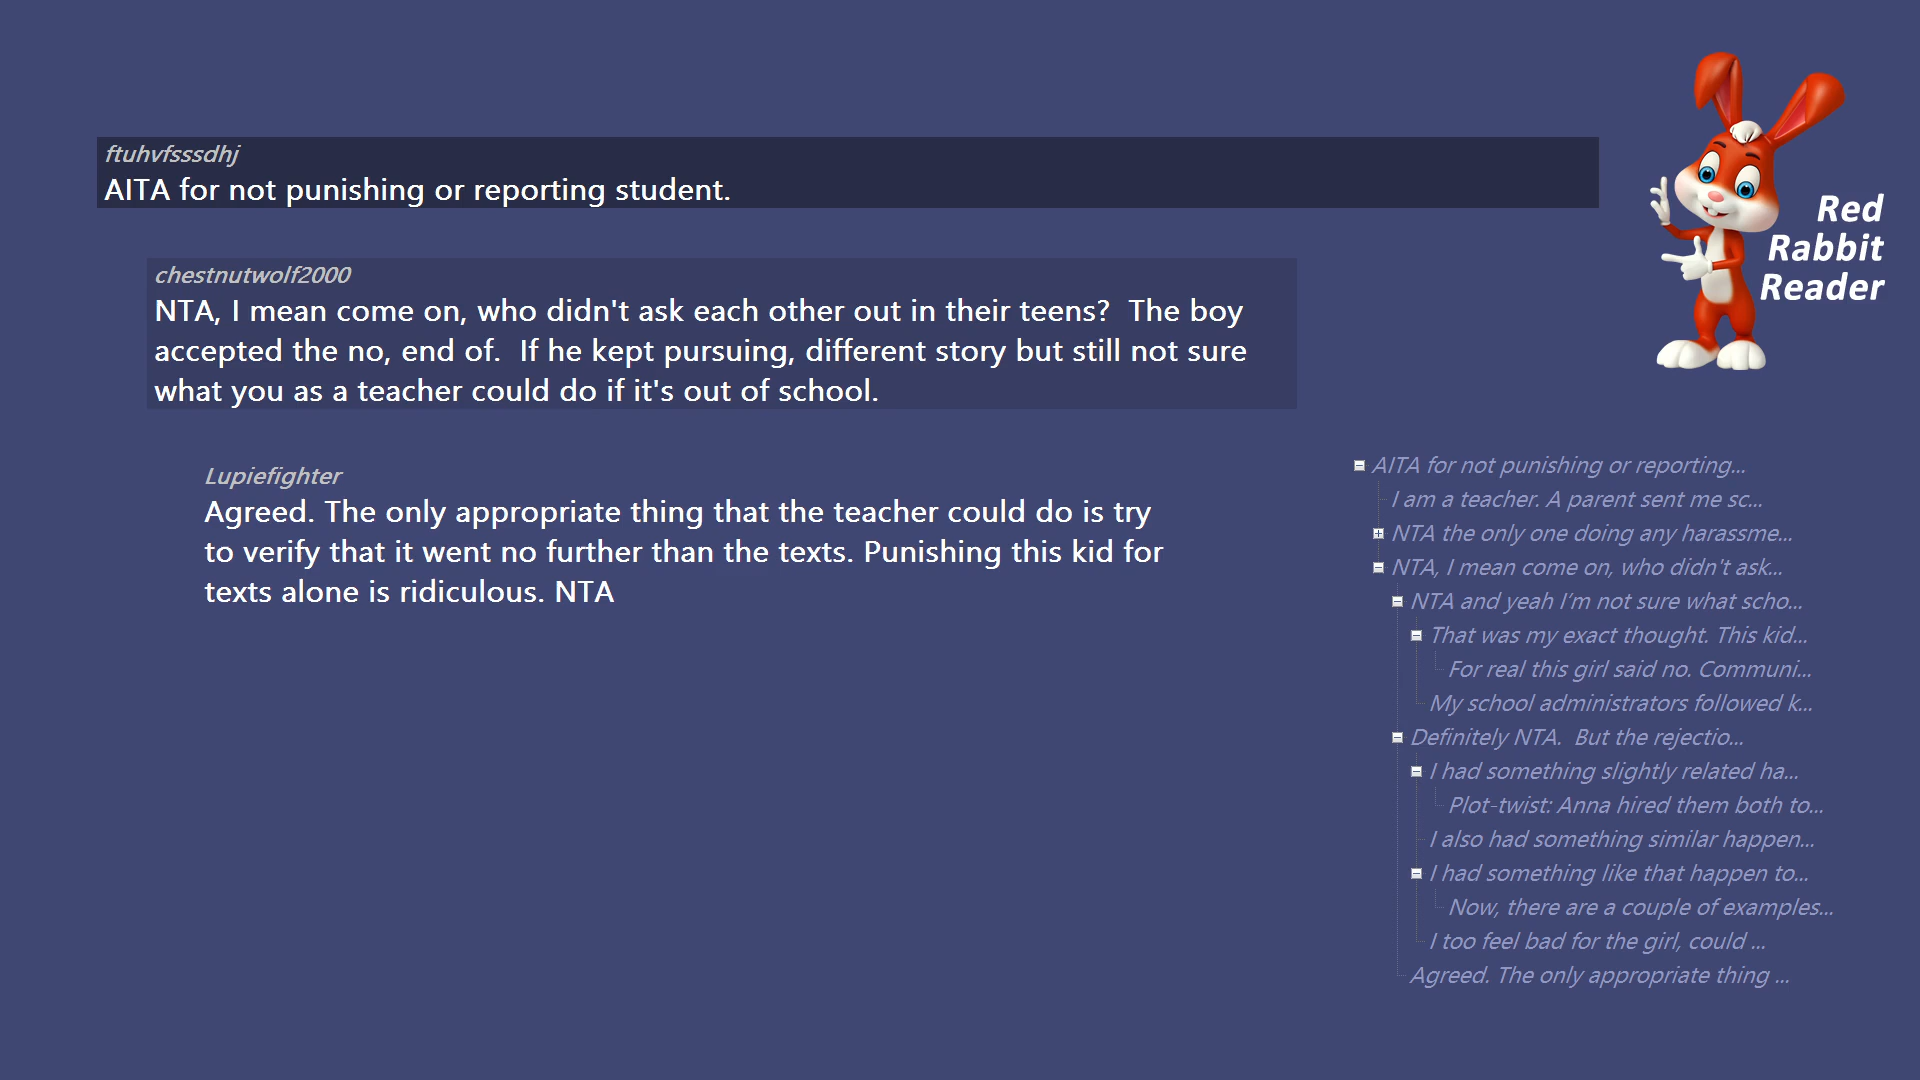 ftuhvfsssdhj
AITA for not punishing or reporting student.
chestnutwolf2000
NTA, I mean come on, who didn't ask each other out in their teens?  The boy
accepted the no, end of.  If he kept pursuing, different story but still not sure
what you as a teacher could do if it's out of school.
Lupiefighter
Agreed. The only appropriate thing that the teacher could do is try
to verify that it went no further than the texts. Punishing this kid for
texts alone is ridiculous. NTA
Red
Rabbit
Reader
AITA for not punishing or reporting...
I am a teacher. A parent sent me sc...
NTA the only one doing any harassme...
NTA, I mean come on, who didn't ask...
NTA and yeah I’m not sure what scho...
That was my exact thought. This kid...
For real this girl said no. Communi...
My school administrators followed k...
Definitely NTA.  But the rejectio...
I had something slightly related ha...
Plot-twist: Anna hired them both to...
I also had something similar happen...
I had something like that happen to...
Now, there are a couple of examples...
I too feel bad for the girl, could ...
Agreed. The only appropriate thing ...